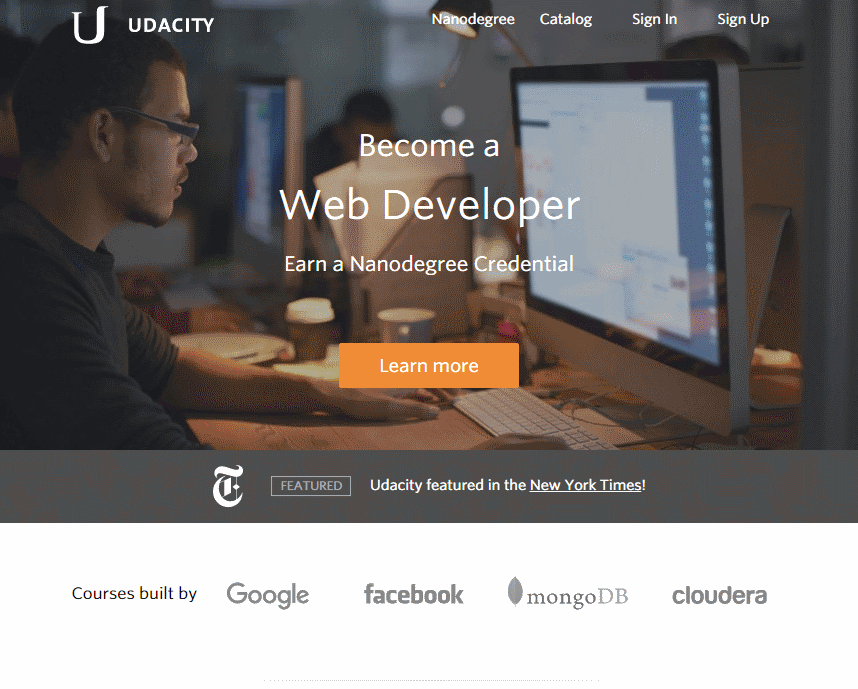 UDACITY
Nanodegree Catalog Sign In Sign Up
Become a
Web Developer
Earn a Nanodegree Credential
Learn more
FEATURED Udacity featured in the New York Times!
Courses built by Google facebook mongoDB cloudera